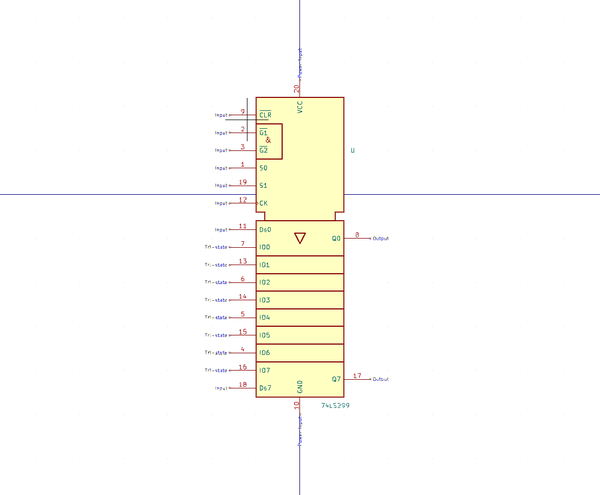 Power Input
20
VCC
Input 9 CLR
Input 2 G1
&
Input 3 G2
U
Input 1 S0
Input 19 S1
Input 12 CK
Input 11 Ds0
Q0 8 Output
Tri-state 7 IO0
Tri-state 13 IO1
Tri-state 6 IO2
Tri-state 14 IO3
Tri-state 5 IO4
Tri-state 15 IO5
Tri-state 4 IO6
Tri-state 16 IO7
Q7 17 Output
Input 18 Ds7
GND
10
74LS299
Power Input